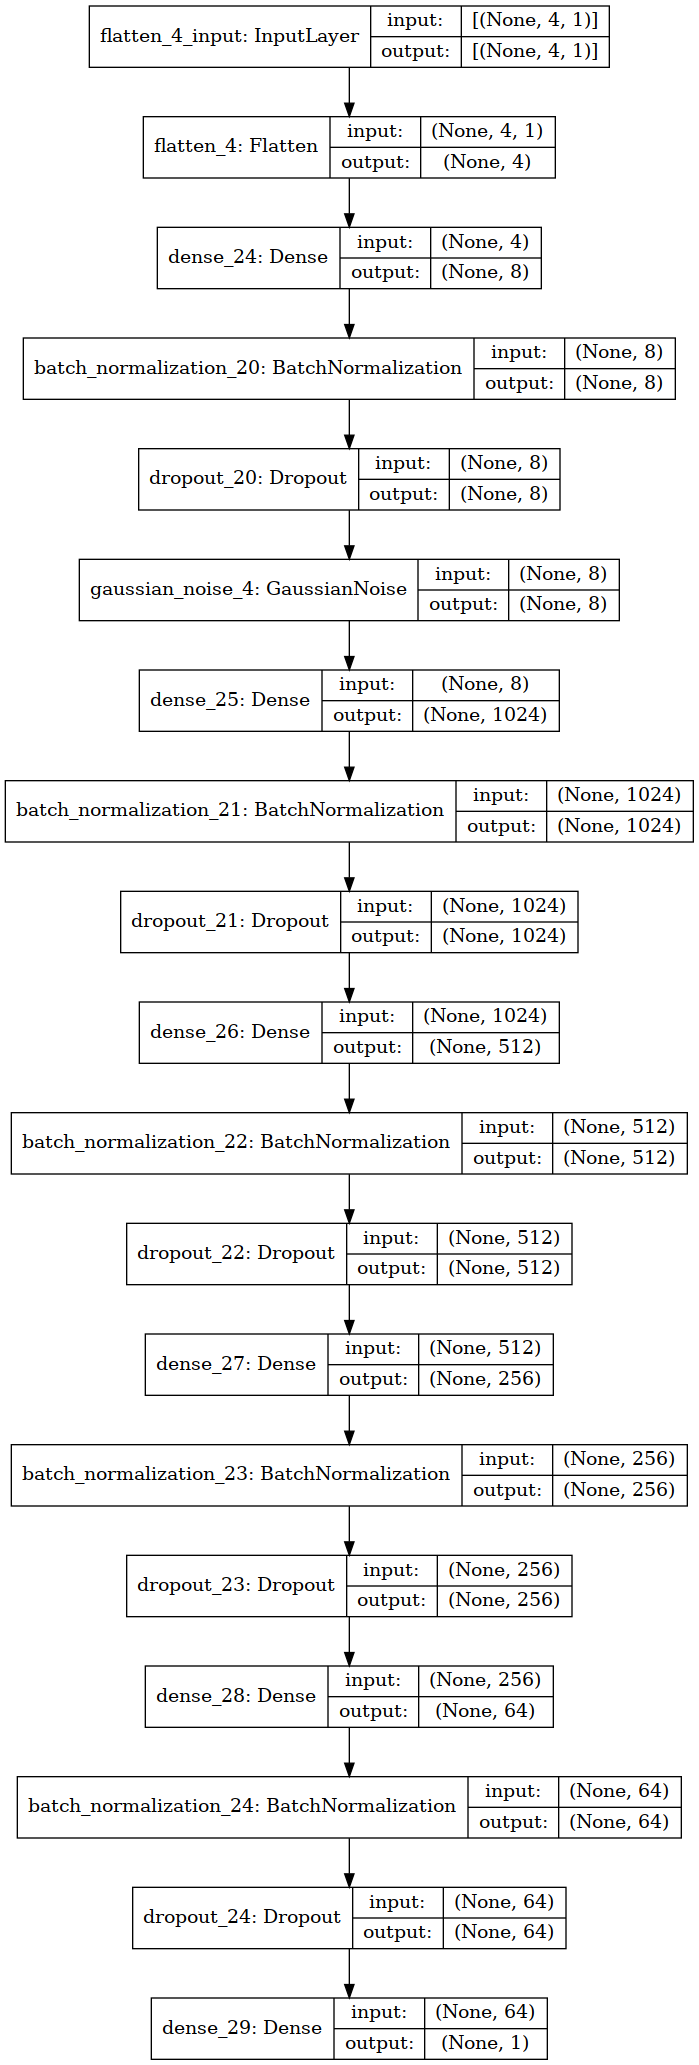 flatten_4_input: InputLayer
input: [(None, 4, 1)]
output: [(None, 4, 1)]
flatten_4: Flatten
input: (None, 4, 1)
output: (None, 4)
dense_24: Dense
input: (None, 4)
output: (None, 8)
batch_normalization_20: BatchNormalization
input: (None, 8)
output: (None, 8)
dropout_20: Dropout
input: (None, 8)
output: (None, 8)
gaussian_noise_4: GaussianNoise
input: (None, 8)
output: (None, 8)
dense_25: Dense
input: (None, 8)
output: (None, 1024)
batch_normalization_21: BatchNormalization
input: (None, 1024)
output: (None, 1024)
dropout_21: Dropout
input: (None, 1024)
output: (None, 1024)
dense_26: Dense
input: (None, 1024)
output: (None, 512)
batch_normalization_22: BatchNormalization
input: (None, 512)
output: (None, 512)
dropout_22: Dropout
input: (None, 512)
output: (None, 512)
dense_27: Dense
input: (None, 512)
output: (None, 256)
batch_normalization_23: BatchNormalization
input: (None, 256)
output: (None, 256)
dropout_23: Dropout
input: (None, 256)
output: (None, 256)
dense_28: Dense
input: (None, 256)
output: (None, 64)
batch_normalization_24: BatchNormalization
input: (None, 64)
output: (None, 64)
dropout_24: Dropout
input: (None, 64)
output: (None, 64)
dense_29: Dense
input: (None, 64)
output: (None, 1)